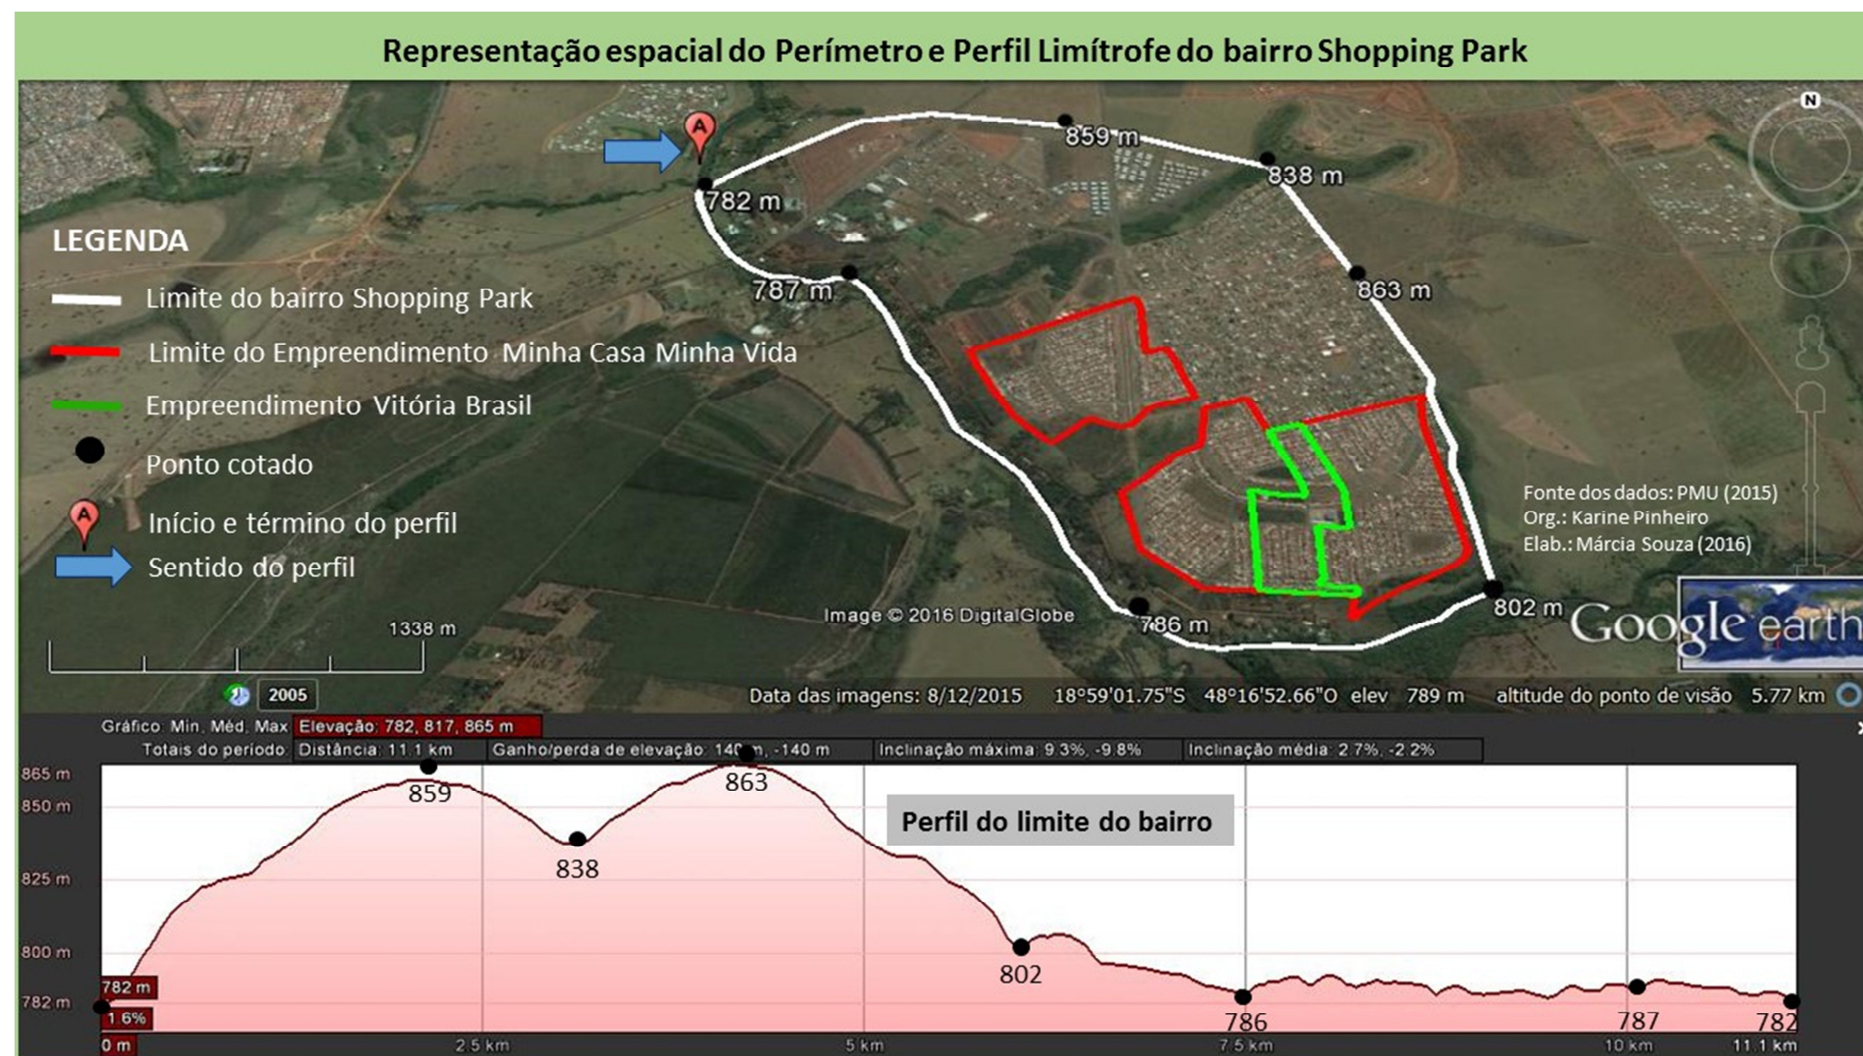 Representação espacial do Perímetro e Perfil Limítrofe do bairro Shopping Park
N
A
859 m
838 m
782 m
LEGENDA
787 m
863 m
Limite do bairro Shopping Park
Limite do Empreendimento Minha Casa Minha Vida
Empreendimento Vitória Brasil
Ponto cotado
A
Início e término do perfil
Sentido do perfil
Fonte dos dados: PMU (2015)
Org.: Karine Pinheiro
Elab.: Márcia Souza (2016)
Image © 2016 DigitalGlobe
786 m
802 m
Google earth
1338 m
2005
Data das imagens: 8/12/2015 18°59'01.75"S 48°16'52.66"O elev 789 m altitude do ponto de visão 5.77 km
Gráfico: Min, Méd, Max Elevação: 782, 817, 865 m
Totais do período: Distância: 11.1 km Ganho/perda de elevação: 140 m, -140 m Inclinação máxima: 9.3%, -9.8% Inclinação média: 2.7%, -2.2%
865 m
850 m
825 m
800 m
782 m
859
863
838
Perfil do limite do bairro
802
782 m
1.6%
786
787
782
0 m
2.5 km
5 km
7.5 km
10 km
11.1 km